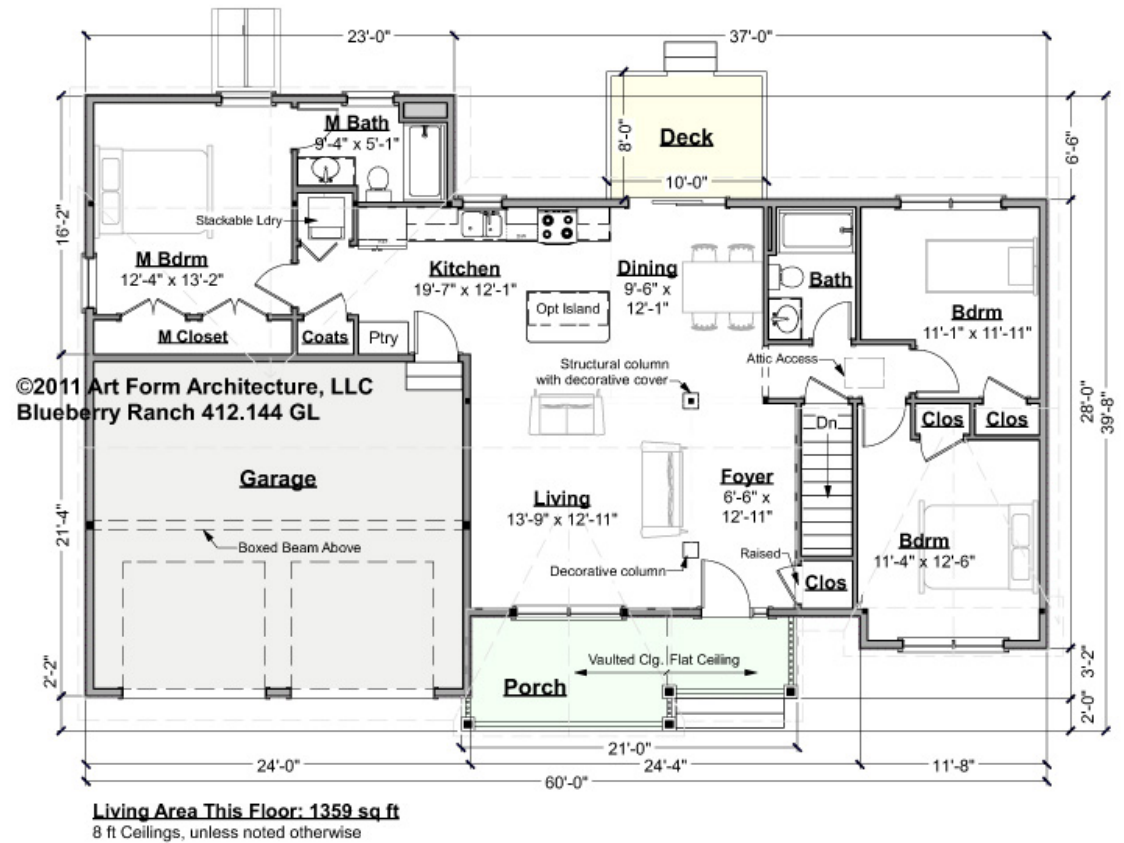 23'-0"
37'-0"
M Bath
9'-4" x 5'-1"
8'-0"
Deck
10'-0"
6'-6"
16'-2"
Stackable Ldry
M Bdrm
12'-4" x 13'-2"
Kitchen
19'-7" x 12'-1"
Dining
9'-6" x
12'-1"
Bath
Bdrm
11'-1" x 11'-11"
Opt Island
M Closet
Coats
Ptry
Attic Access
Structural column
with decorative cover
©2011 Art Form Architecture, LLC
Blueberry Ranch 412.144 GL
28'-0"
39'-8"
Dn
Clos
Clos
Garage
Foyer
6'-6" x
12'-11"
Living
13'-9" x 12'-11"
21'-4"
Boxed Beam Above
Bdrm
11'-4" x 12'-6"
Raised
Decorative column
Clos
2'-2"
Vaulted Clg.
Flat Ceiling
Porch
3'-2"
2'-0"
21'-0"
24'-0"
24'-4"
11'-8"
60'-0"
Living Area This Floor: 1359 sq ft
8 ft Ceilings, unless noted otherwise